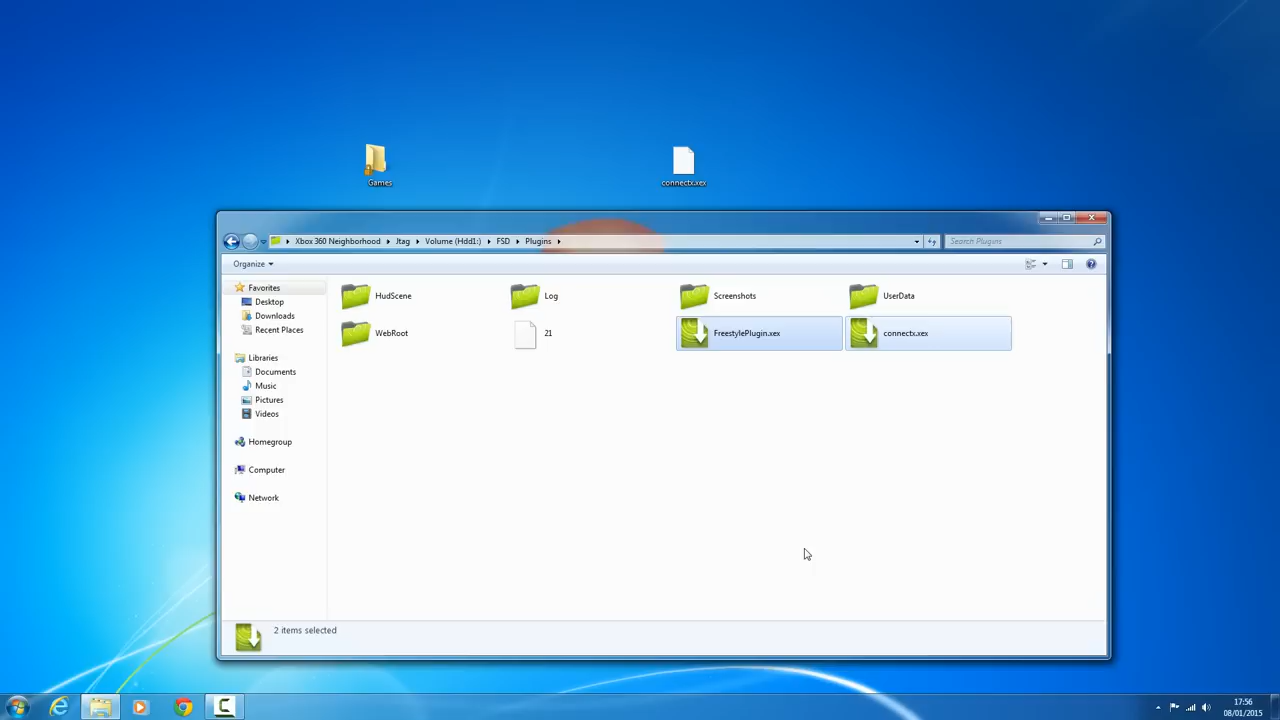 Games
connectx.xex
Xbox 360 Neighborhood
Jtag
Volume (Hdd1:)
FSD
Plugins
Search Plugins
Organize
Favorites
Desktop
Downloads
Recent Places
Libraries
Documents
Music
Pictures
Videos
Homegroup
Computer
Network
HudScene
Log
Screenshots
UserData
WebRoot
21
FreestylePlugin.xex
connectx.xex
2 items selected
17:56
08/01/2015